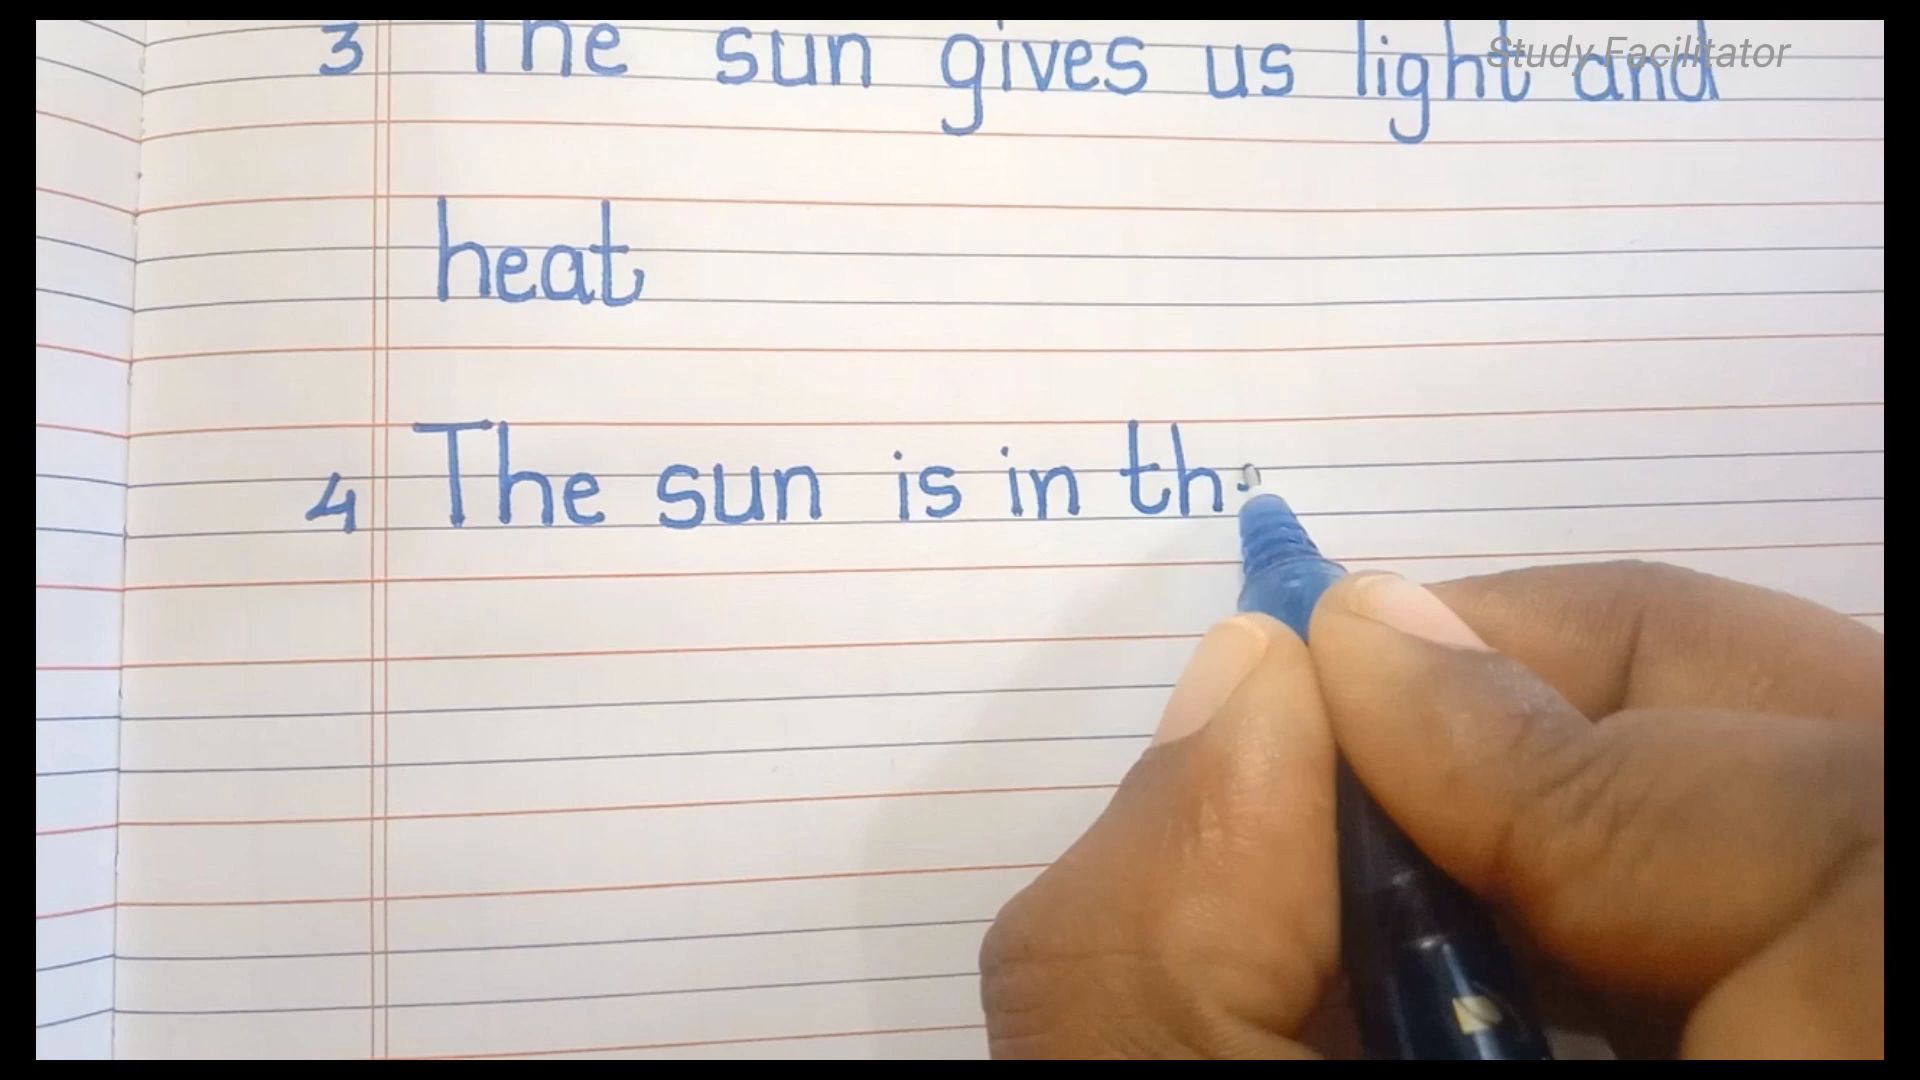 Study Facilitator
3 The sun gives us light and
heat
4 The sun is in th